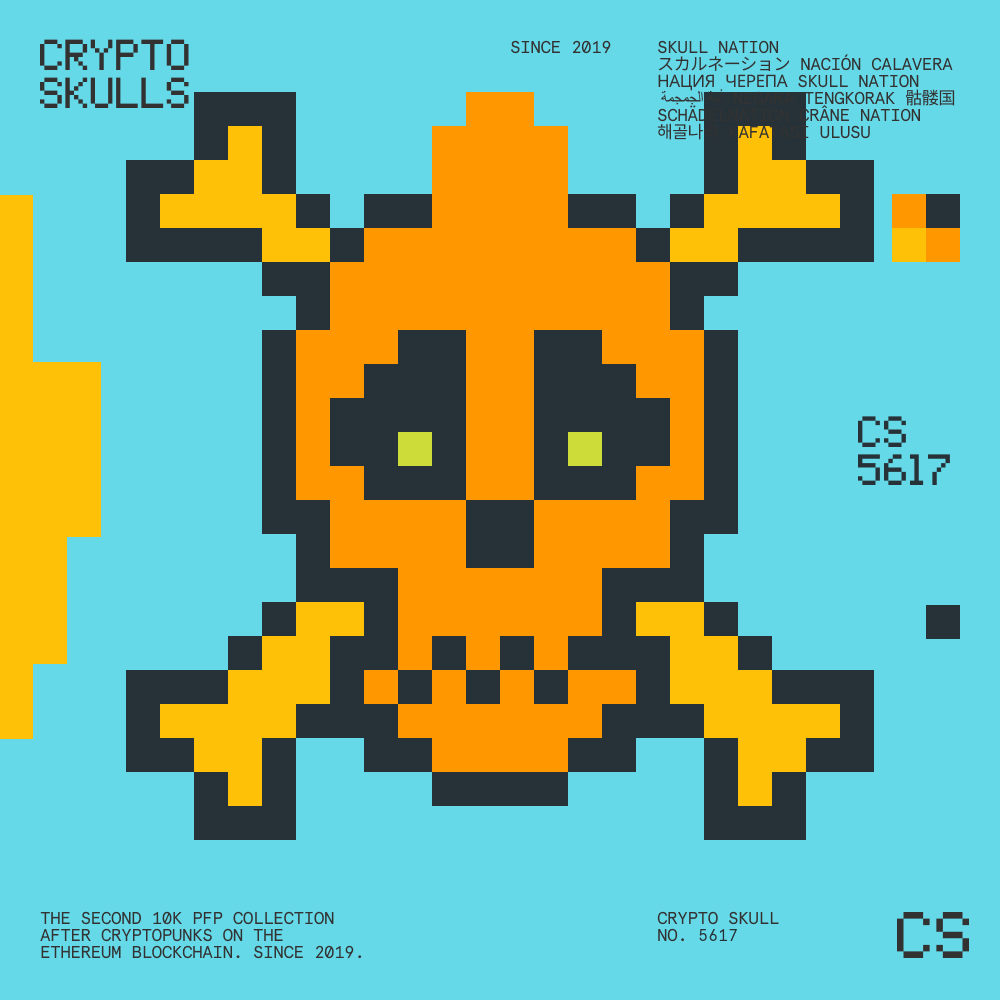 CRYPTO
SKULLS
SINCE 2019
SKULL NATION
スカルネーション NACIÓN CALAVERA
НАЦИЯ ЧЕРЕПА SKULL NATION
TENGKORAK 骷髅国
CRÂNE NATION
해골나 ULUSU
CS
5617
THE SECOND 10K PFP COLLECTION
AFTER CRYPTOPUNKS ON THE
ETHEREUM BLOCKCHAIN. SINCE 2019.
CRYPTO SKULL
NO. 5617
CS